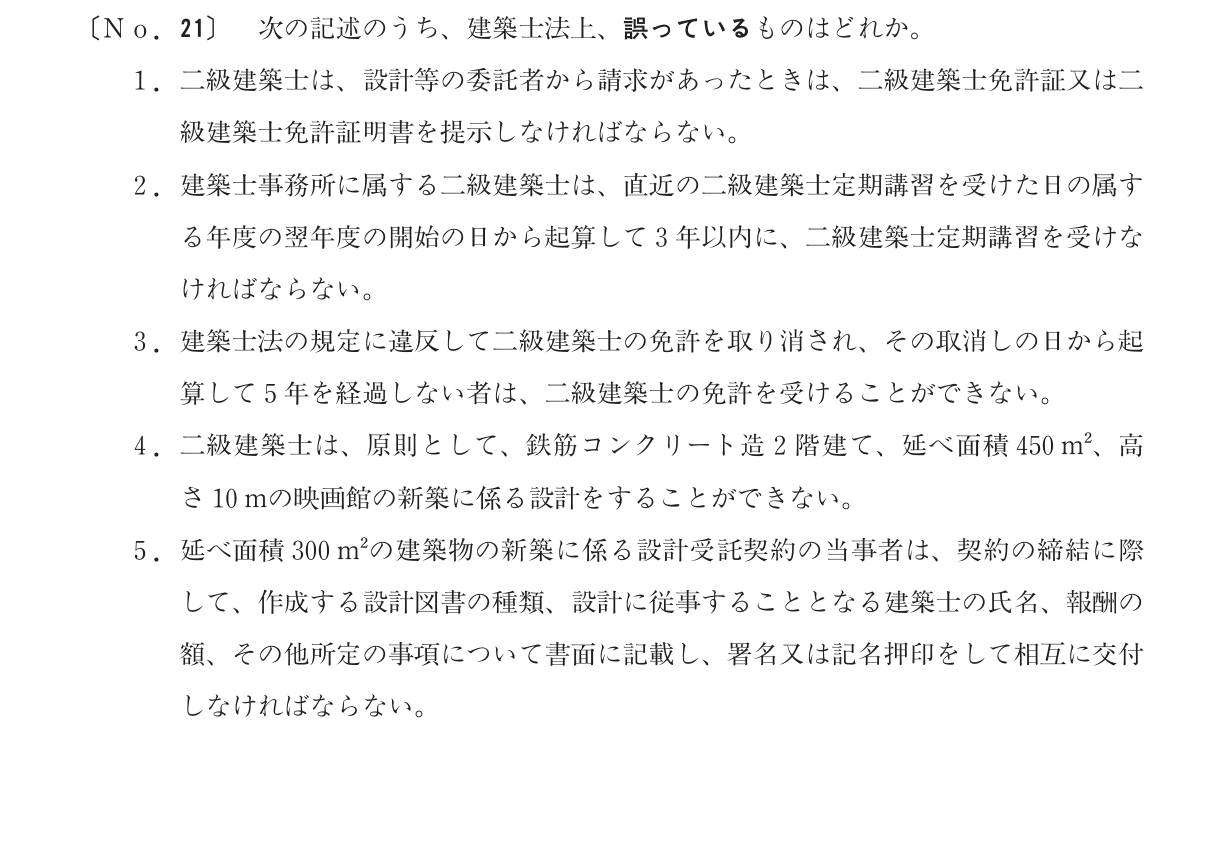 〔Ｎｏ．21〕　次の記述のうち、建築士法上、誤っているものはどれか。
１．二級建築士は、設計等の委託者から請求があったときは、二級建築士免許証又は二
級建築士免許証明書を提示しなければならない。
２．建築士事務所に属する二級建築士は、直近の二級建築士定期講習を受けた日の属す
る年度の翌年度の開始の日から起算して３年以内に、二級建築士定期講習を受けな
ければならない。
３．建築士法の規定に違反して二級建築士の免許を取り消され、その取消しの日から起
算して５年を経過しない者は、二級建築士の免許を受けることができない。
４．二級建築士は、原則として、鉄筋コンクリート造２階建て、延べ面積 450 m²、高
さ 10 mの映画館の新築に係る設計をすることができない。
５．延べ面積 300 m²の建築物の新築に係る設計受託契約の当事者は、契約の締結に際
して、作成する設計図書の種類、設計に従事することとなる建築士の氏名、報酬の
額、その他所定の事項について書面に記載し、署名又は記名押印をして相互に交付
しなければならない。